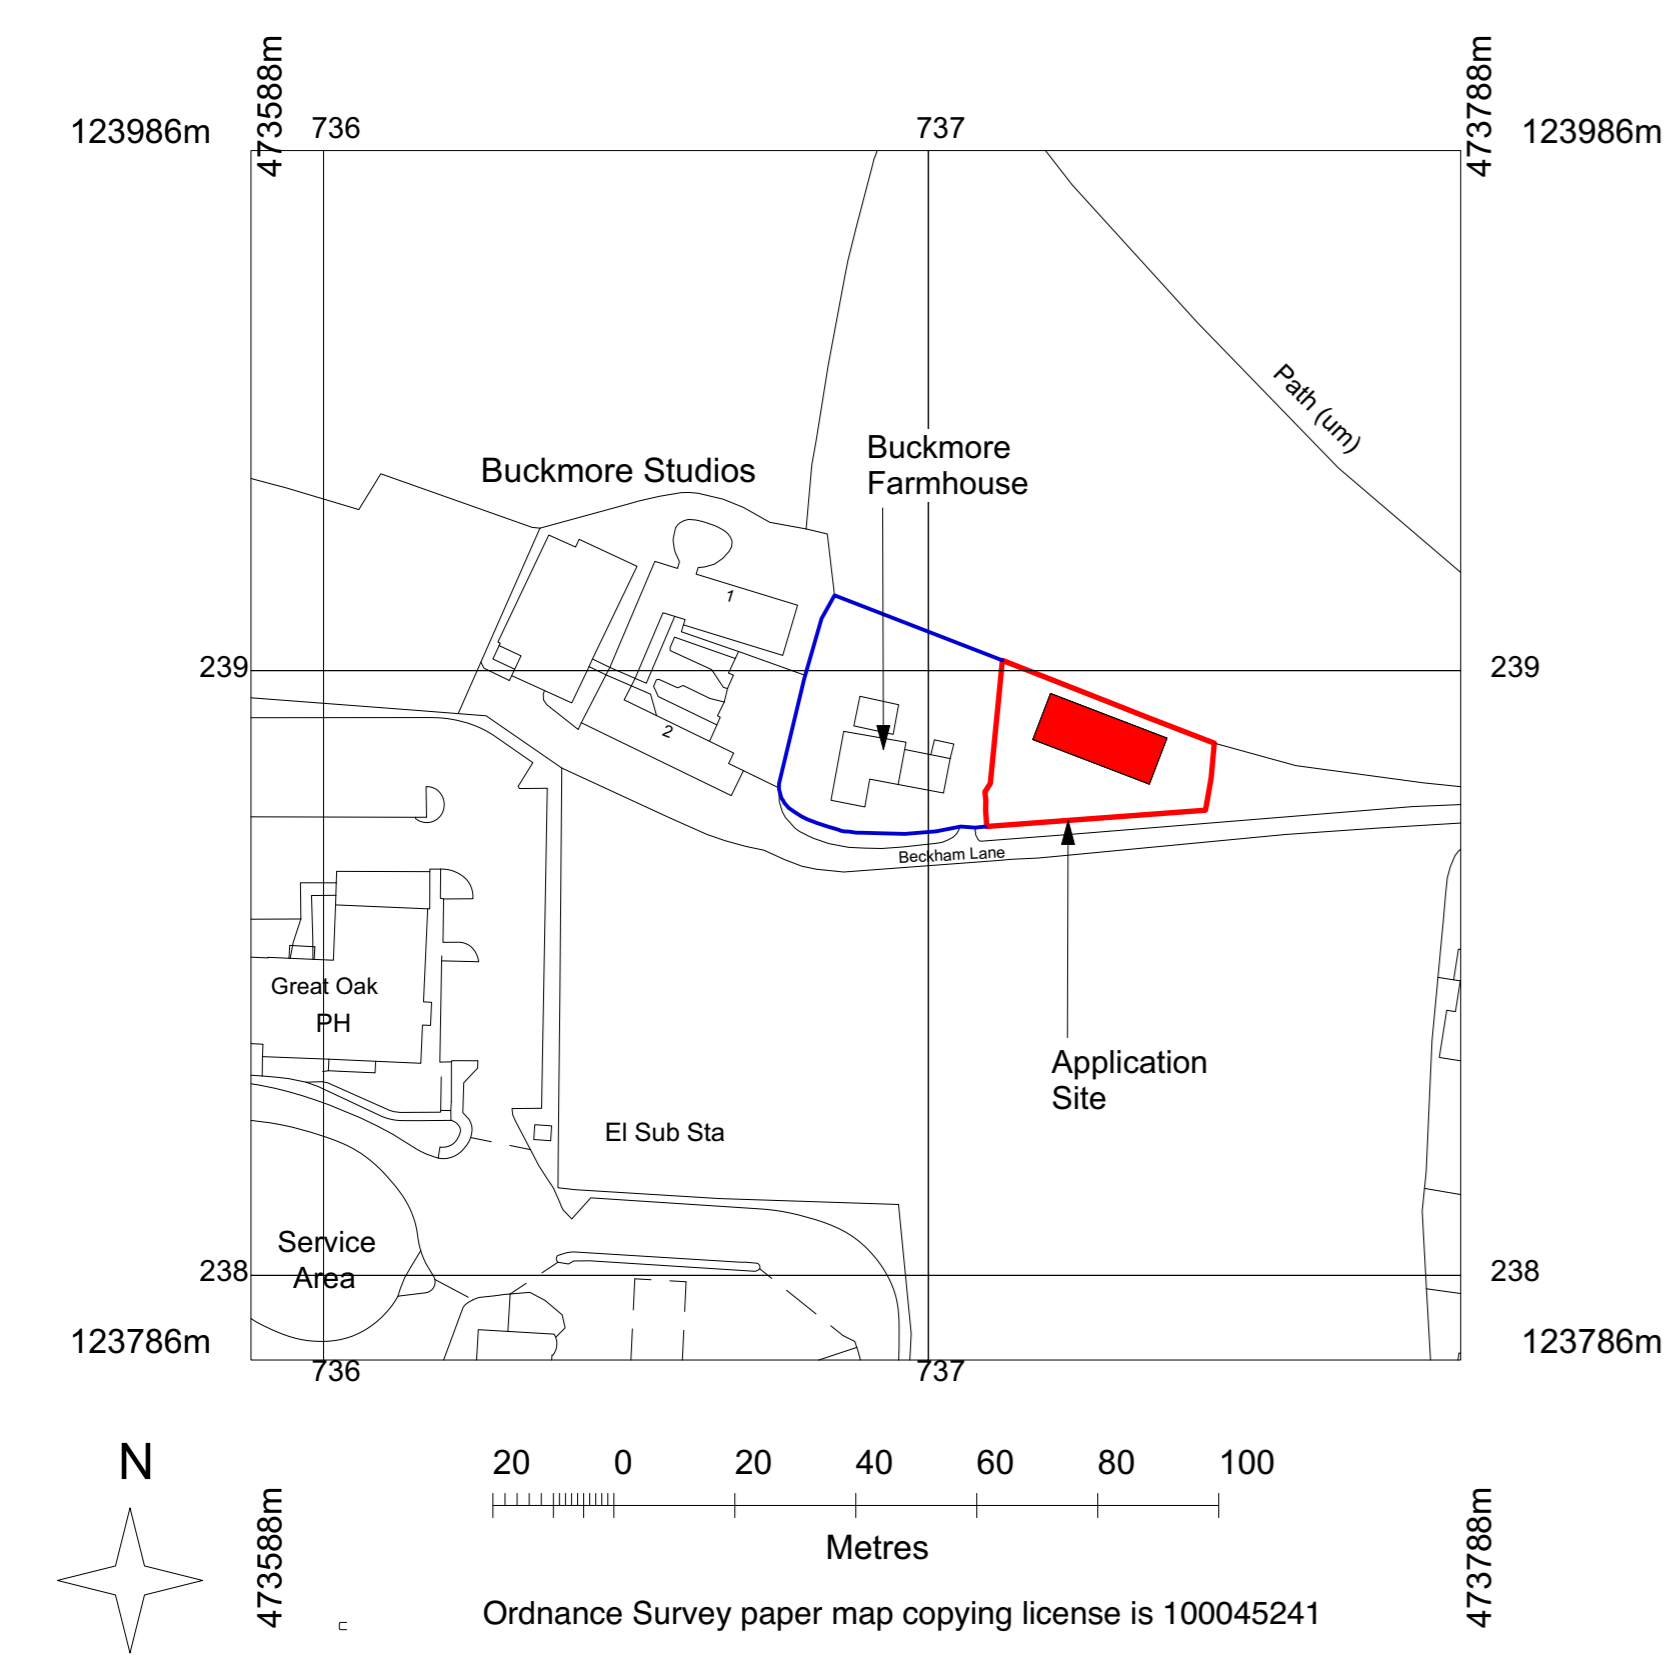 473588m
473788m
123986m
736
737
123986m
Path (um)
Buckmore
Farmhouse
Buckmore Studios
1
239
239
2
Beckham Lane
Great Oak
PH
Application
Site
El Sub Sta
Service
Area
238
238
123786m
123786m
736
737
N
20 0 20 40 60 80 100
Metres
473588m
473788m
Ordnance Survey paper map copying license is 100045241